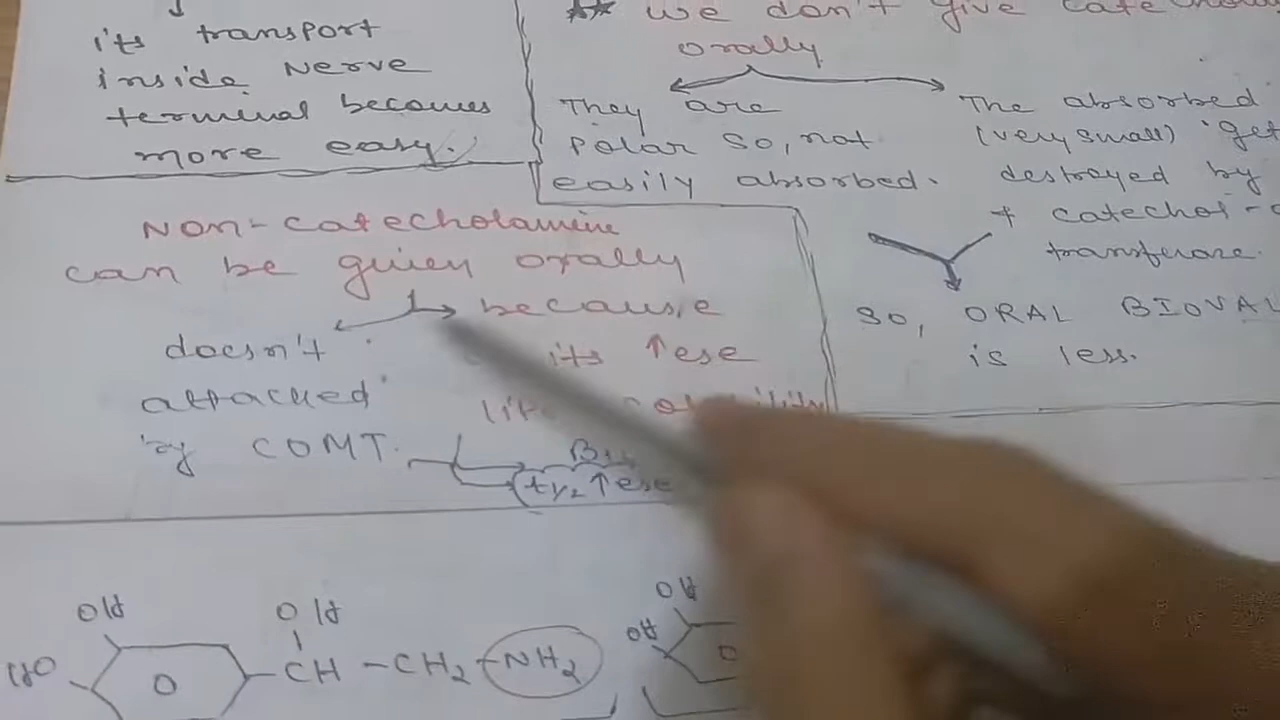 its transport
inside Nerve
terminal becomes
more easy.
** we don't give
orally
They are
Polar so, not
easily absorbed.
The absorbed
(very small)
destroyed by
+ catechol-
transferase.
so, ORAL
is less.
Non-catecholamine
can be given orally
doesn't
attacked
by COMT.
because
its ↑ese
t1/2 ↑ese
OH
HO
OH
CH -CH2 -NH2
OH
OH